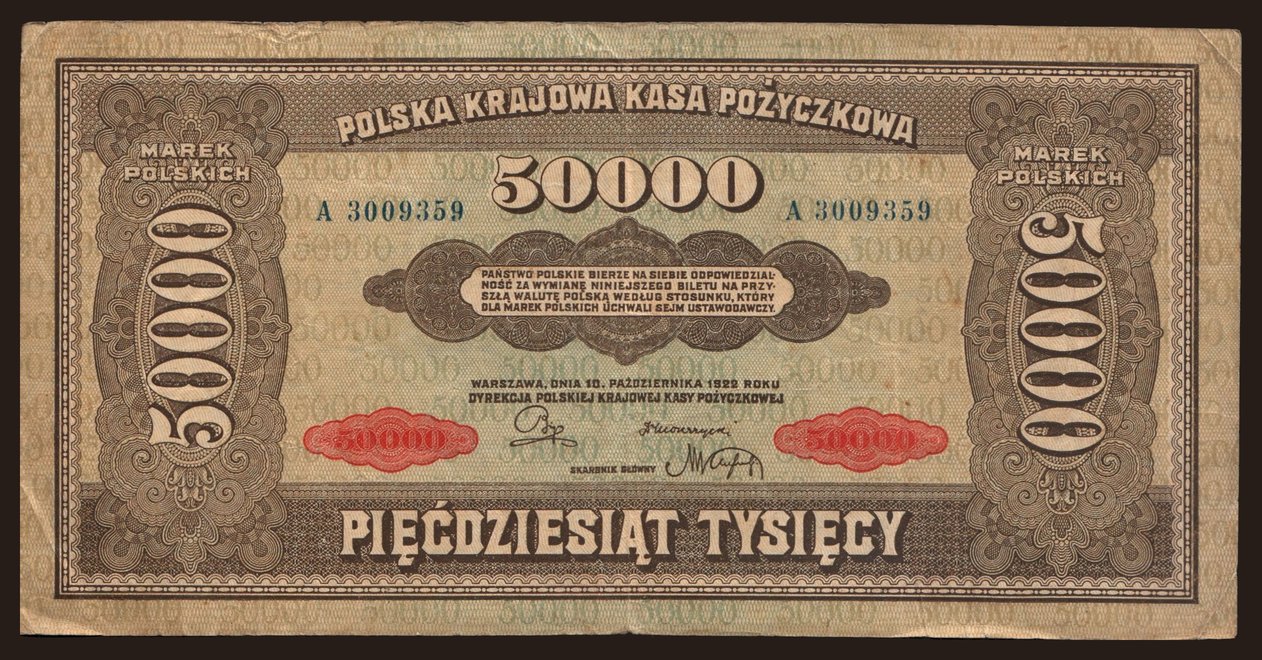 POLSKA KRAJOWA KASA POŻYCZKOWA
MAREK
POLSKICH
50000
MAREK
POLSKICH
A 3009359
A 3009359
50000
50000
PAŃSTWO POLSKIE BIERZE NA SIEBIE ODPOWIEDZIAL-
NOŚĆ ZA WYMIANĘ NINIEJSZEGO BILETU NA PRZY-
SZŁĄ WALUTĘ POLSKĄ WEDŁUG STOSUNKU, KTÓRY
DLA MAREK POLSKICH UCHWALI SEJM USTAWODAWCZY.
WARSZAWA, DNIA 10. PAŹDZIERNIKA 1922 ROKU
DYREKCJA POLSKIEJ KRAJOWEJ KASY POŻYCZKOWEJ
50000
50000
SKARBNIK GŁÓWNY
PIĘĆDZIESIĄT TYSIĘCY